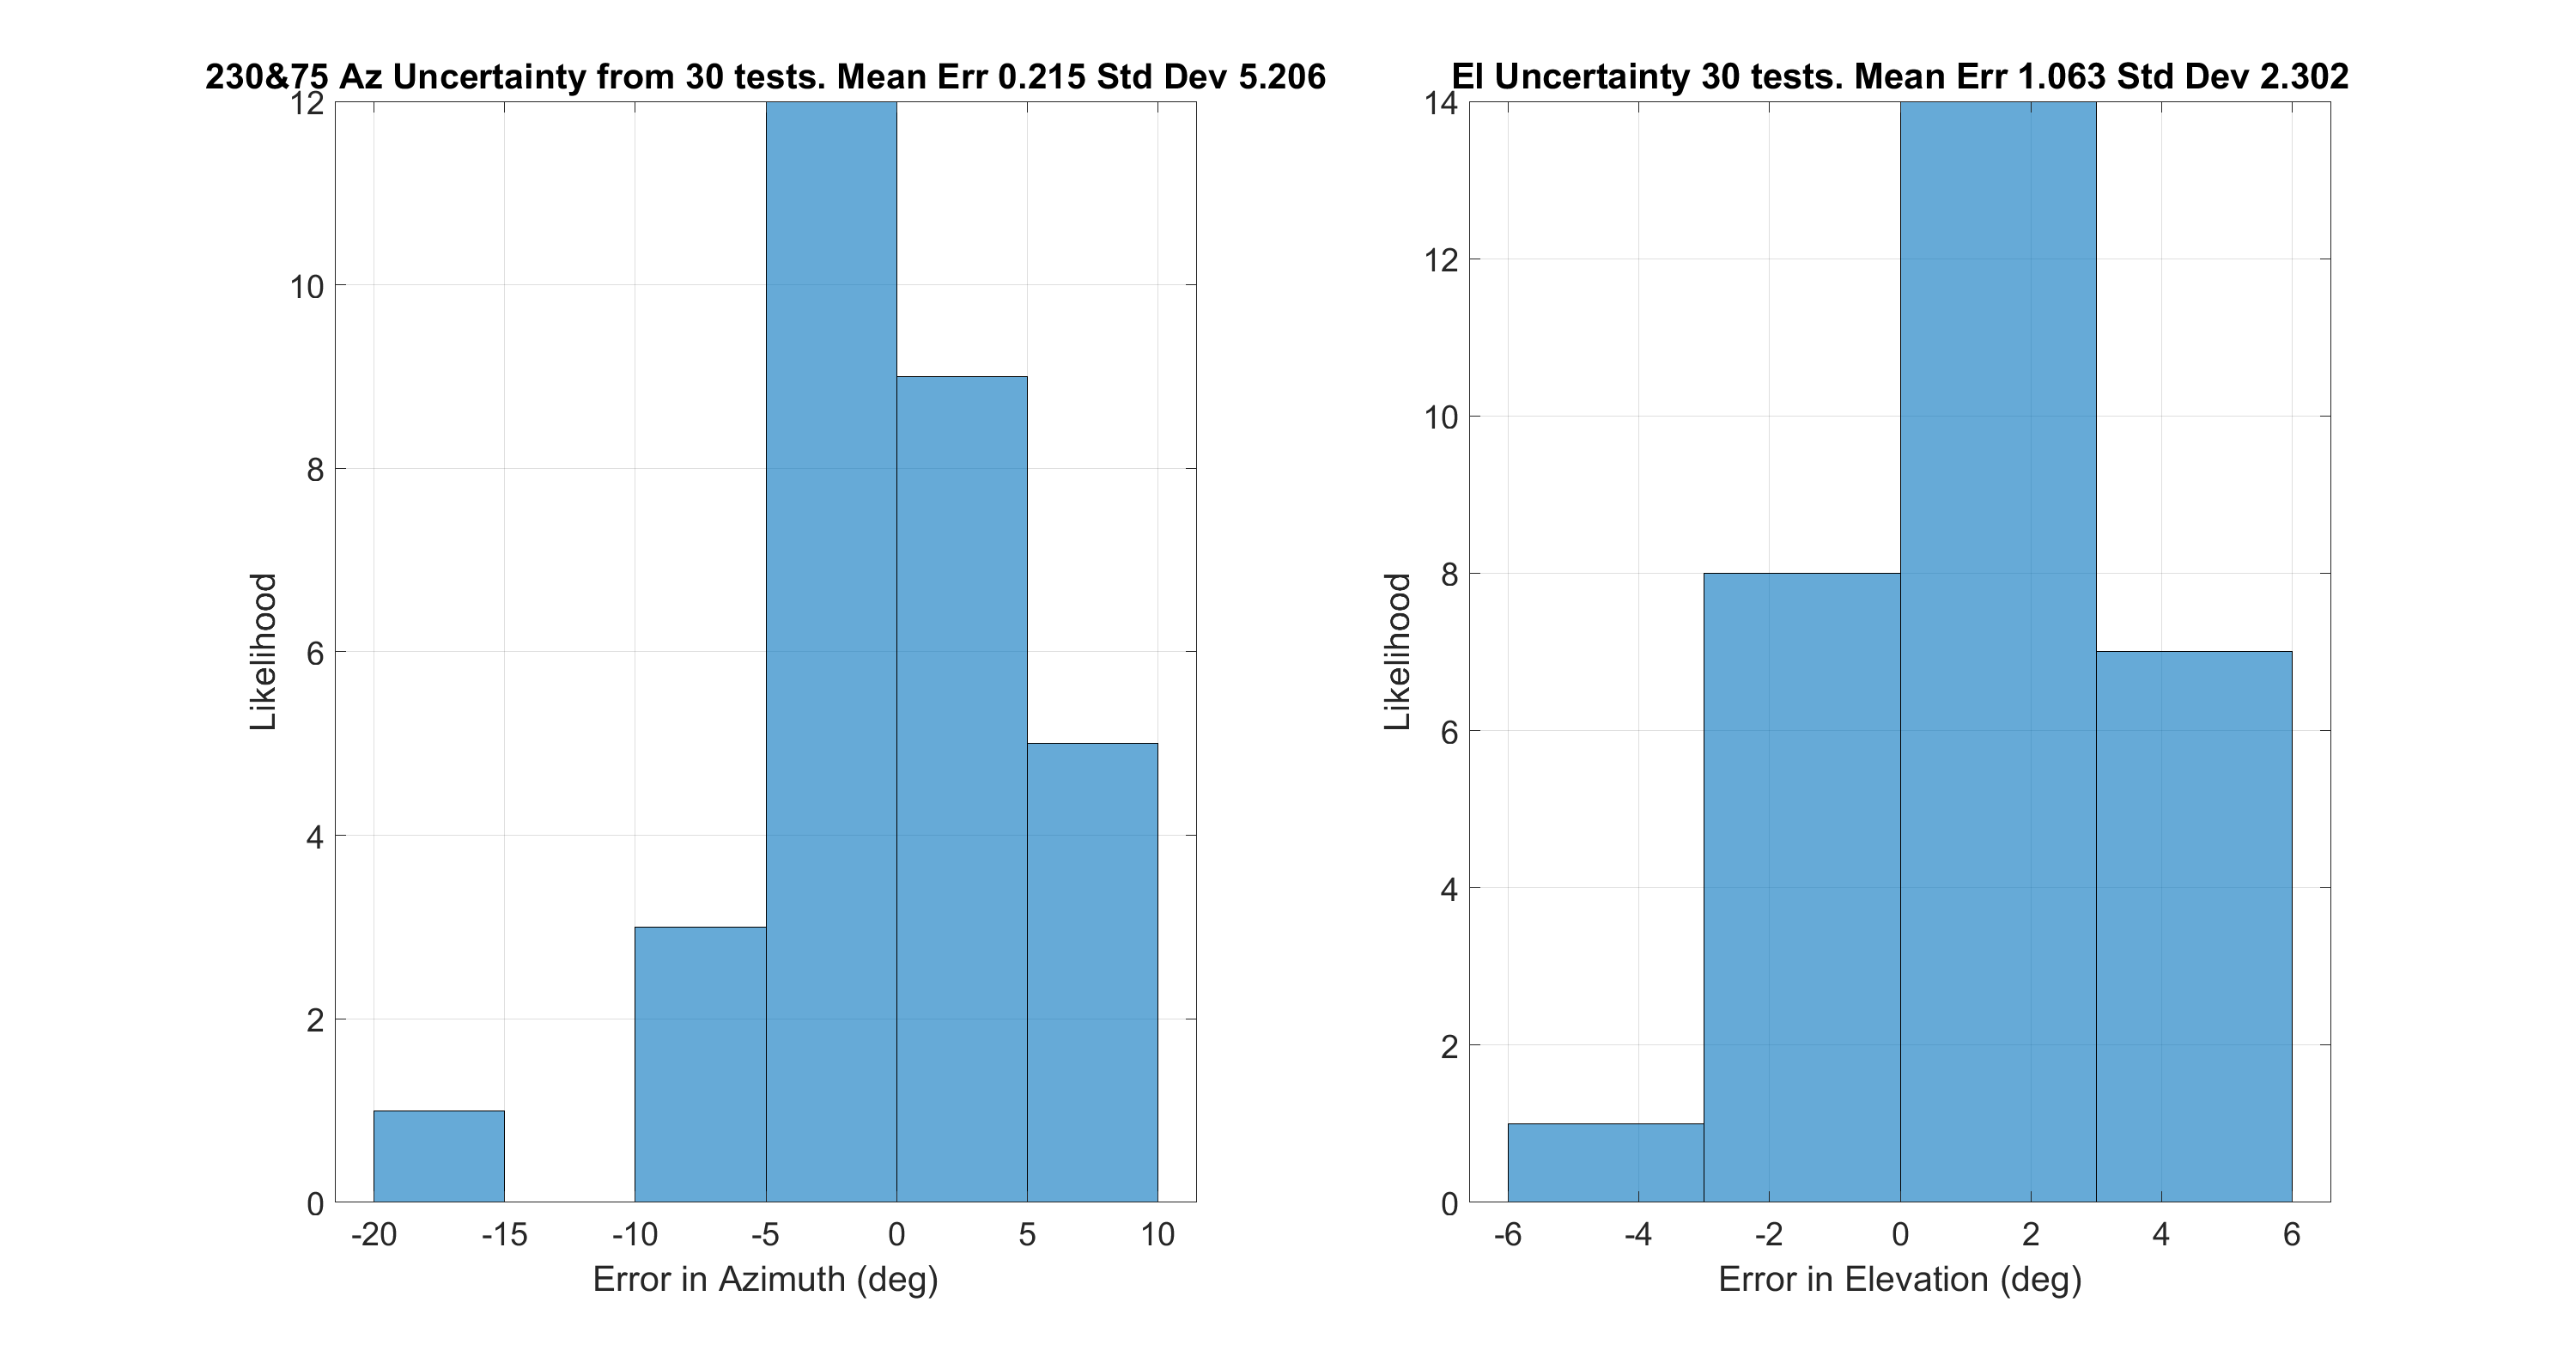 230&75 Az Uncertainty from 30 tests. Mean Err 0.215 Std Dev 5.206
12
10
8
6
4
2
0
Likelihood
-20 -15 -10 -5 0 5 10
Error in Azimuth (deg)
El Uncertainty 30 tests. Mean Err 1.063 Std Dev 2.302
14
12
10
8
6
4
2
0
Likelihood
-6 -4 -2 0 2 4 6
Error in Elevation (deg)